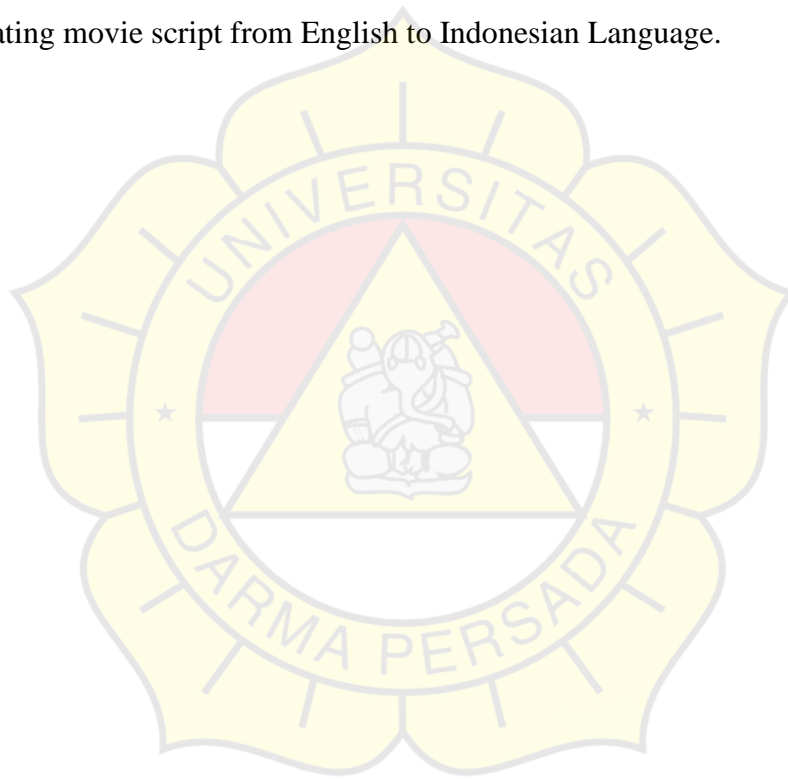 ating movie script from English to Indonesian Language.
UNIVERSITAS
DARMA PERSADA